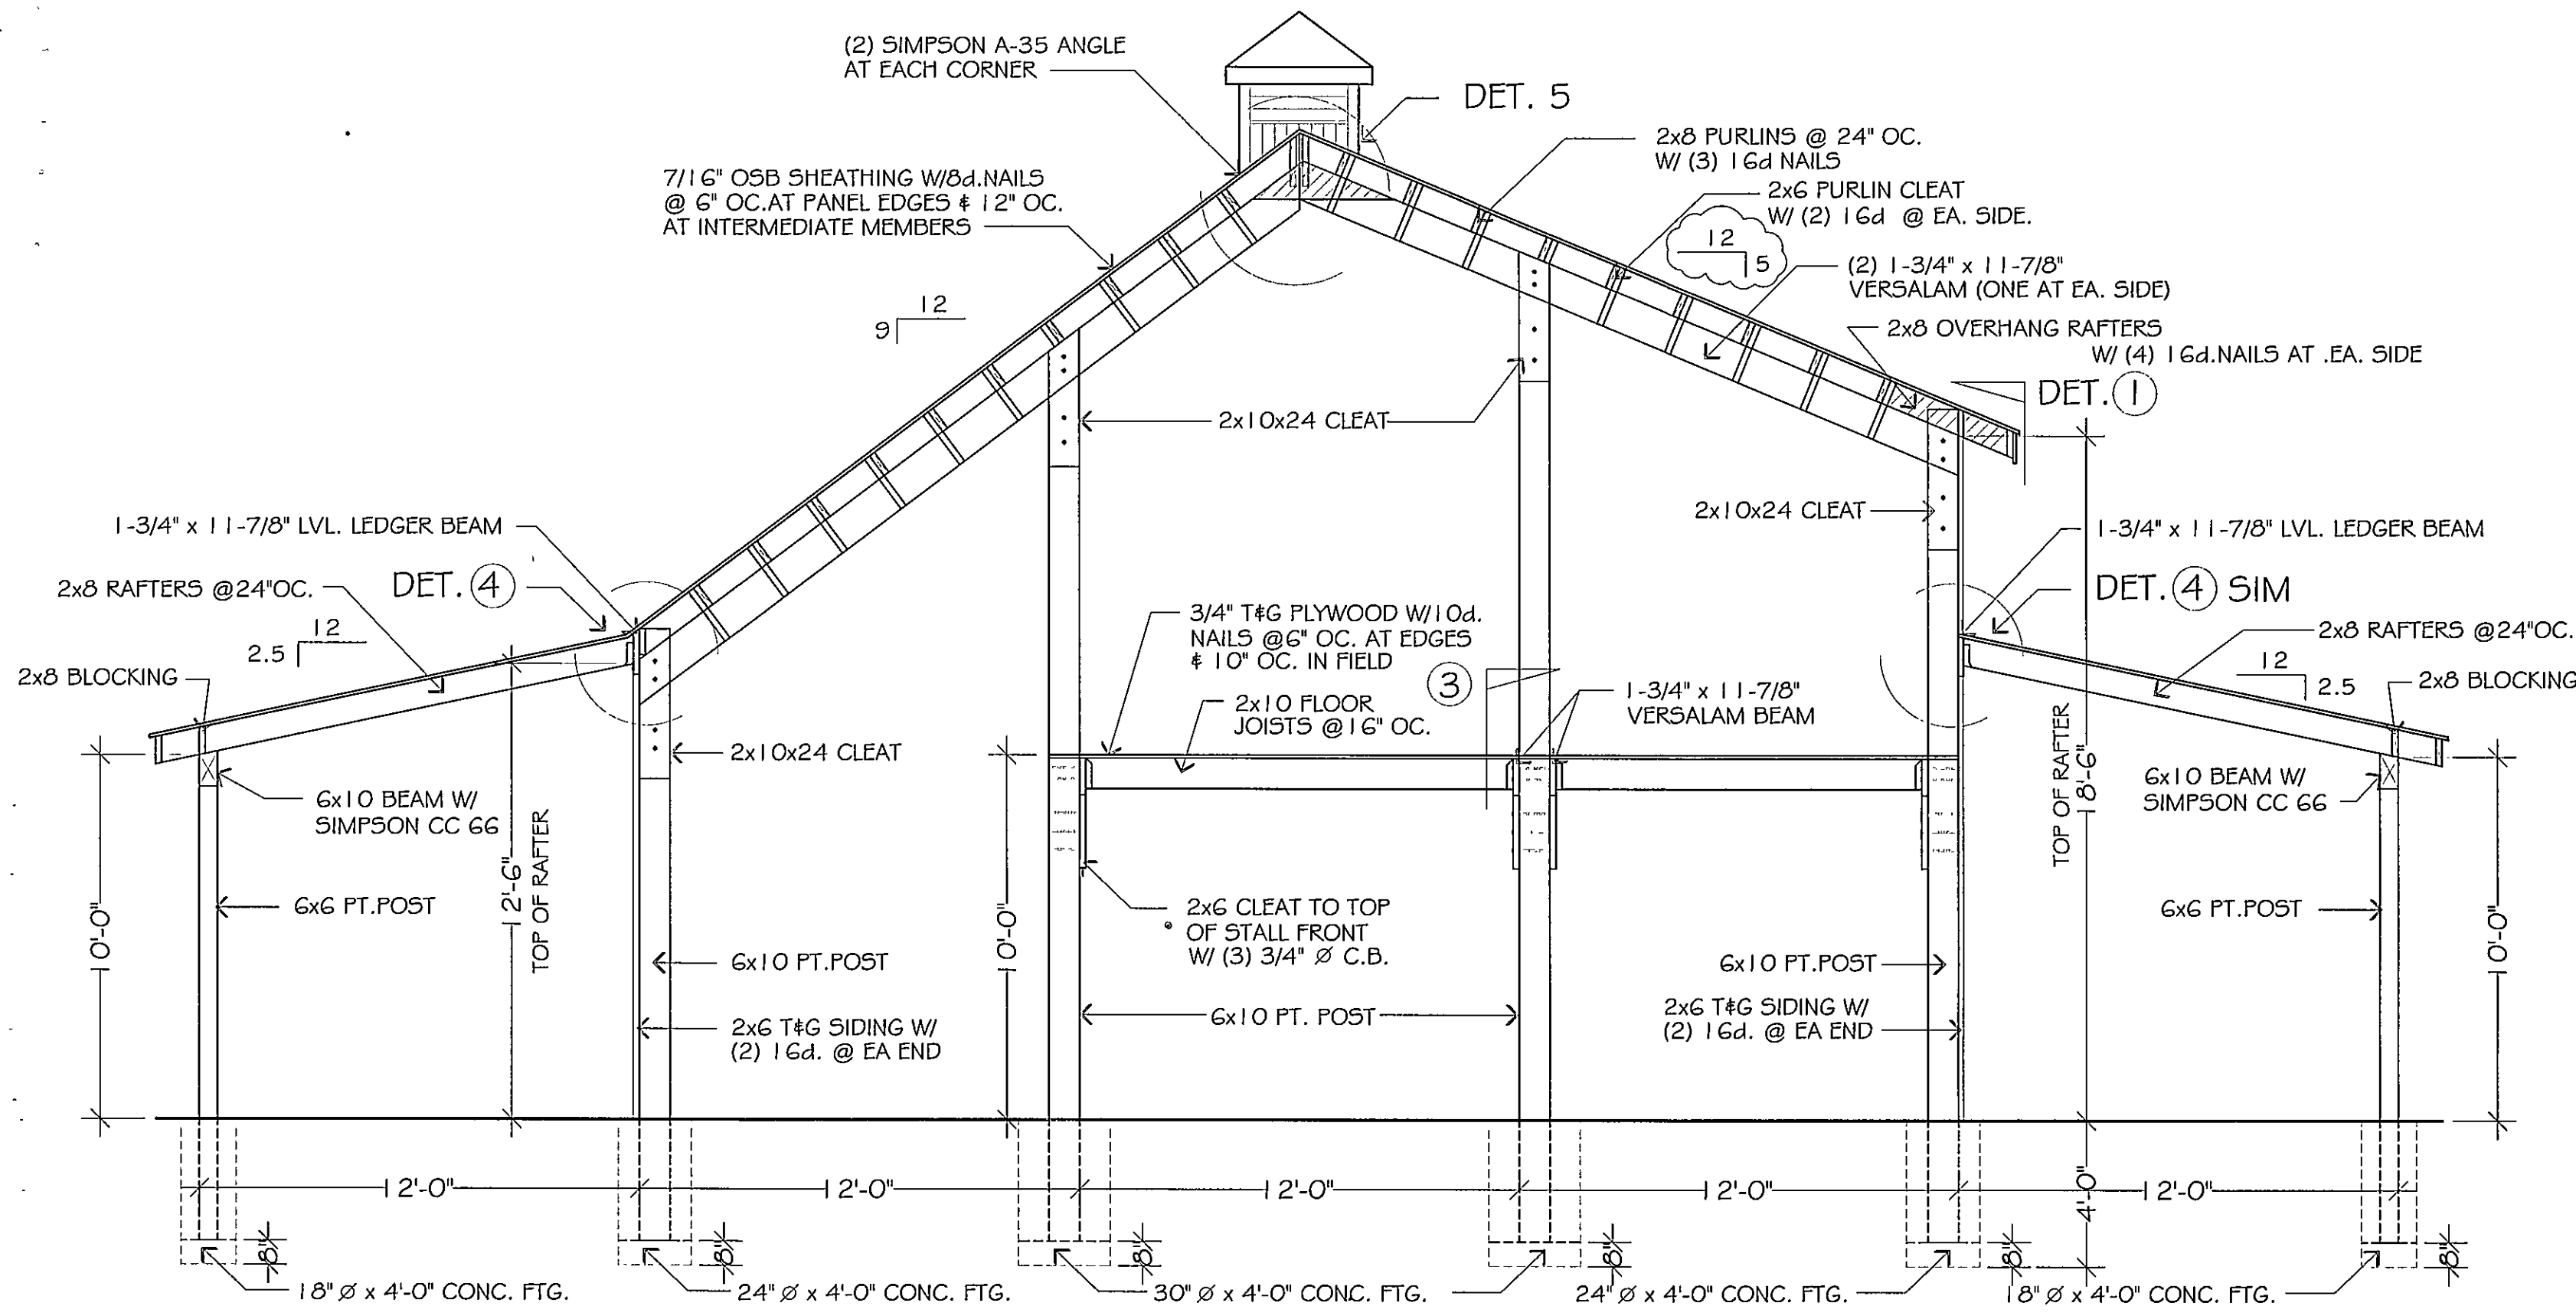 (2) SIMPSON A-35 ANGLE
AT EACH CORNER
DET. 5
2x8 PURLINS @ 24" OC.
W/ (3) 16d NAILS
7/16" OSB SHEATHING W/8d.NAILS
@ 6" OC.AT PANEL EDGES & 12" OC.
AT INTERMEDIATE MEMBERS
2x6 PURLIN CLEAT
W/ (2) 16d @ EA. SIDE.
12
5
(2) 1-3/4" x 11-7/8"
VERSALAM (ONE AT EA. SIDE)
12
9
2x8 OVERHANG RAFTERS
W/ (4) 16d.NAILS AT .EA. SIDE
DET. 1
2x10x24 CLEAT
2x10x24 CLEAT
1-3/4" x 11-7/8" LVL. LEDGER BEAM
1-3/4" x 11-7/8" LVL. LEDGER BEAM
2x8 RAFTERS @24"OC.
DET. 4
DET. 4 SIM
12
2.5
3/4" T&G PLYWOOD W/10d.
NAILS @6" OC. AT EDGES
& 10" OC. IN FIELD
2x8 RAFTERS @24"OC.
12
2.5
2x8 BLOCKING
2x8 BLOCKING
3
2x10 FLOOR
JOISTS @16" OC.
1-3/4" x 11-7/8"
VERSALAM BEAM
2x10x24 CLEAT
6x10 BEAM W/
SIMPSON CC 66
6x10 BEAM W/
SIMPSON CC 66
12'-6"
TOP OF RAFTER
TOP OF RAFTER
18'-6"
10'-0"
6x6 PT.POST
10'-0"
2x6 CLEAT TO TOP
OF STALL FRONT
W/ (3) 3/4" Ø C.B.
6x6 PT.POST
10'-0"
6x10 PT.POST
6x10 PT.POST
6x10 PT. POST
2x6 T&G SIDING W/
(2) 16d. @ EA END
2x6 T&G SIDING W/
(2) 16d. @ EA END
12'-0"
12'-0"
12'-0"
12'-0"
12'-0"
4'-0"
8"
8"
8"
8"
8"
8"
18" Ø x 4'-0" CONC. FTG.
24" Ø x 4'-0" CONC. FTG.
30" Ø x 4'-0" CONC. FTG.
24" Ø x 4'-0" CONC. FTG.
18" Ø x 4'-0" CONC. FTG.